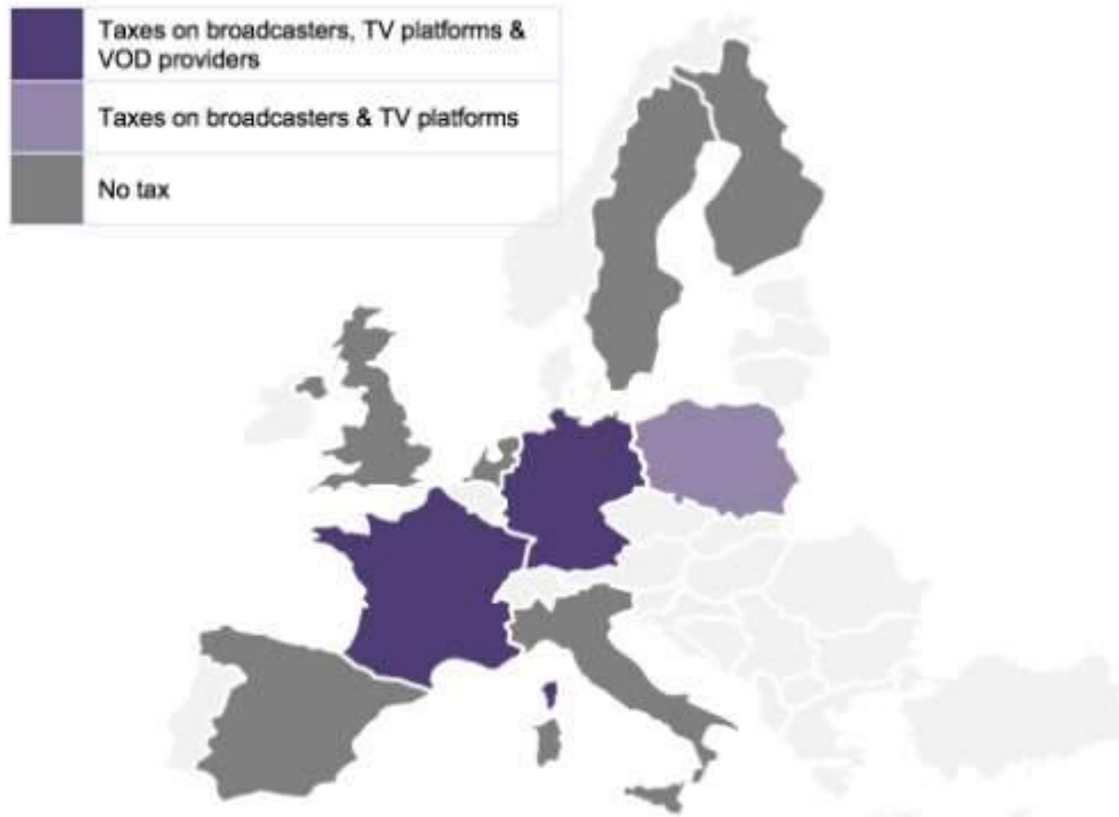 Taxes on broadcasters, TV platforms &
VOD providers
Taxes on broadcasters & TV platforms
No tax